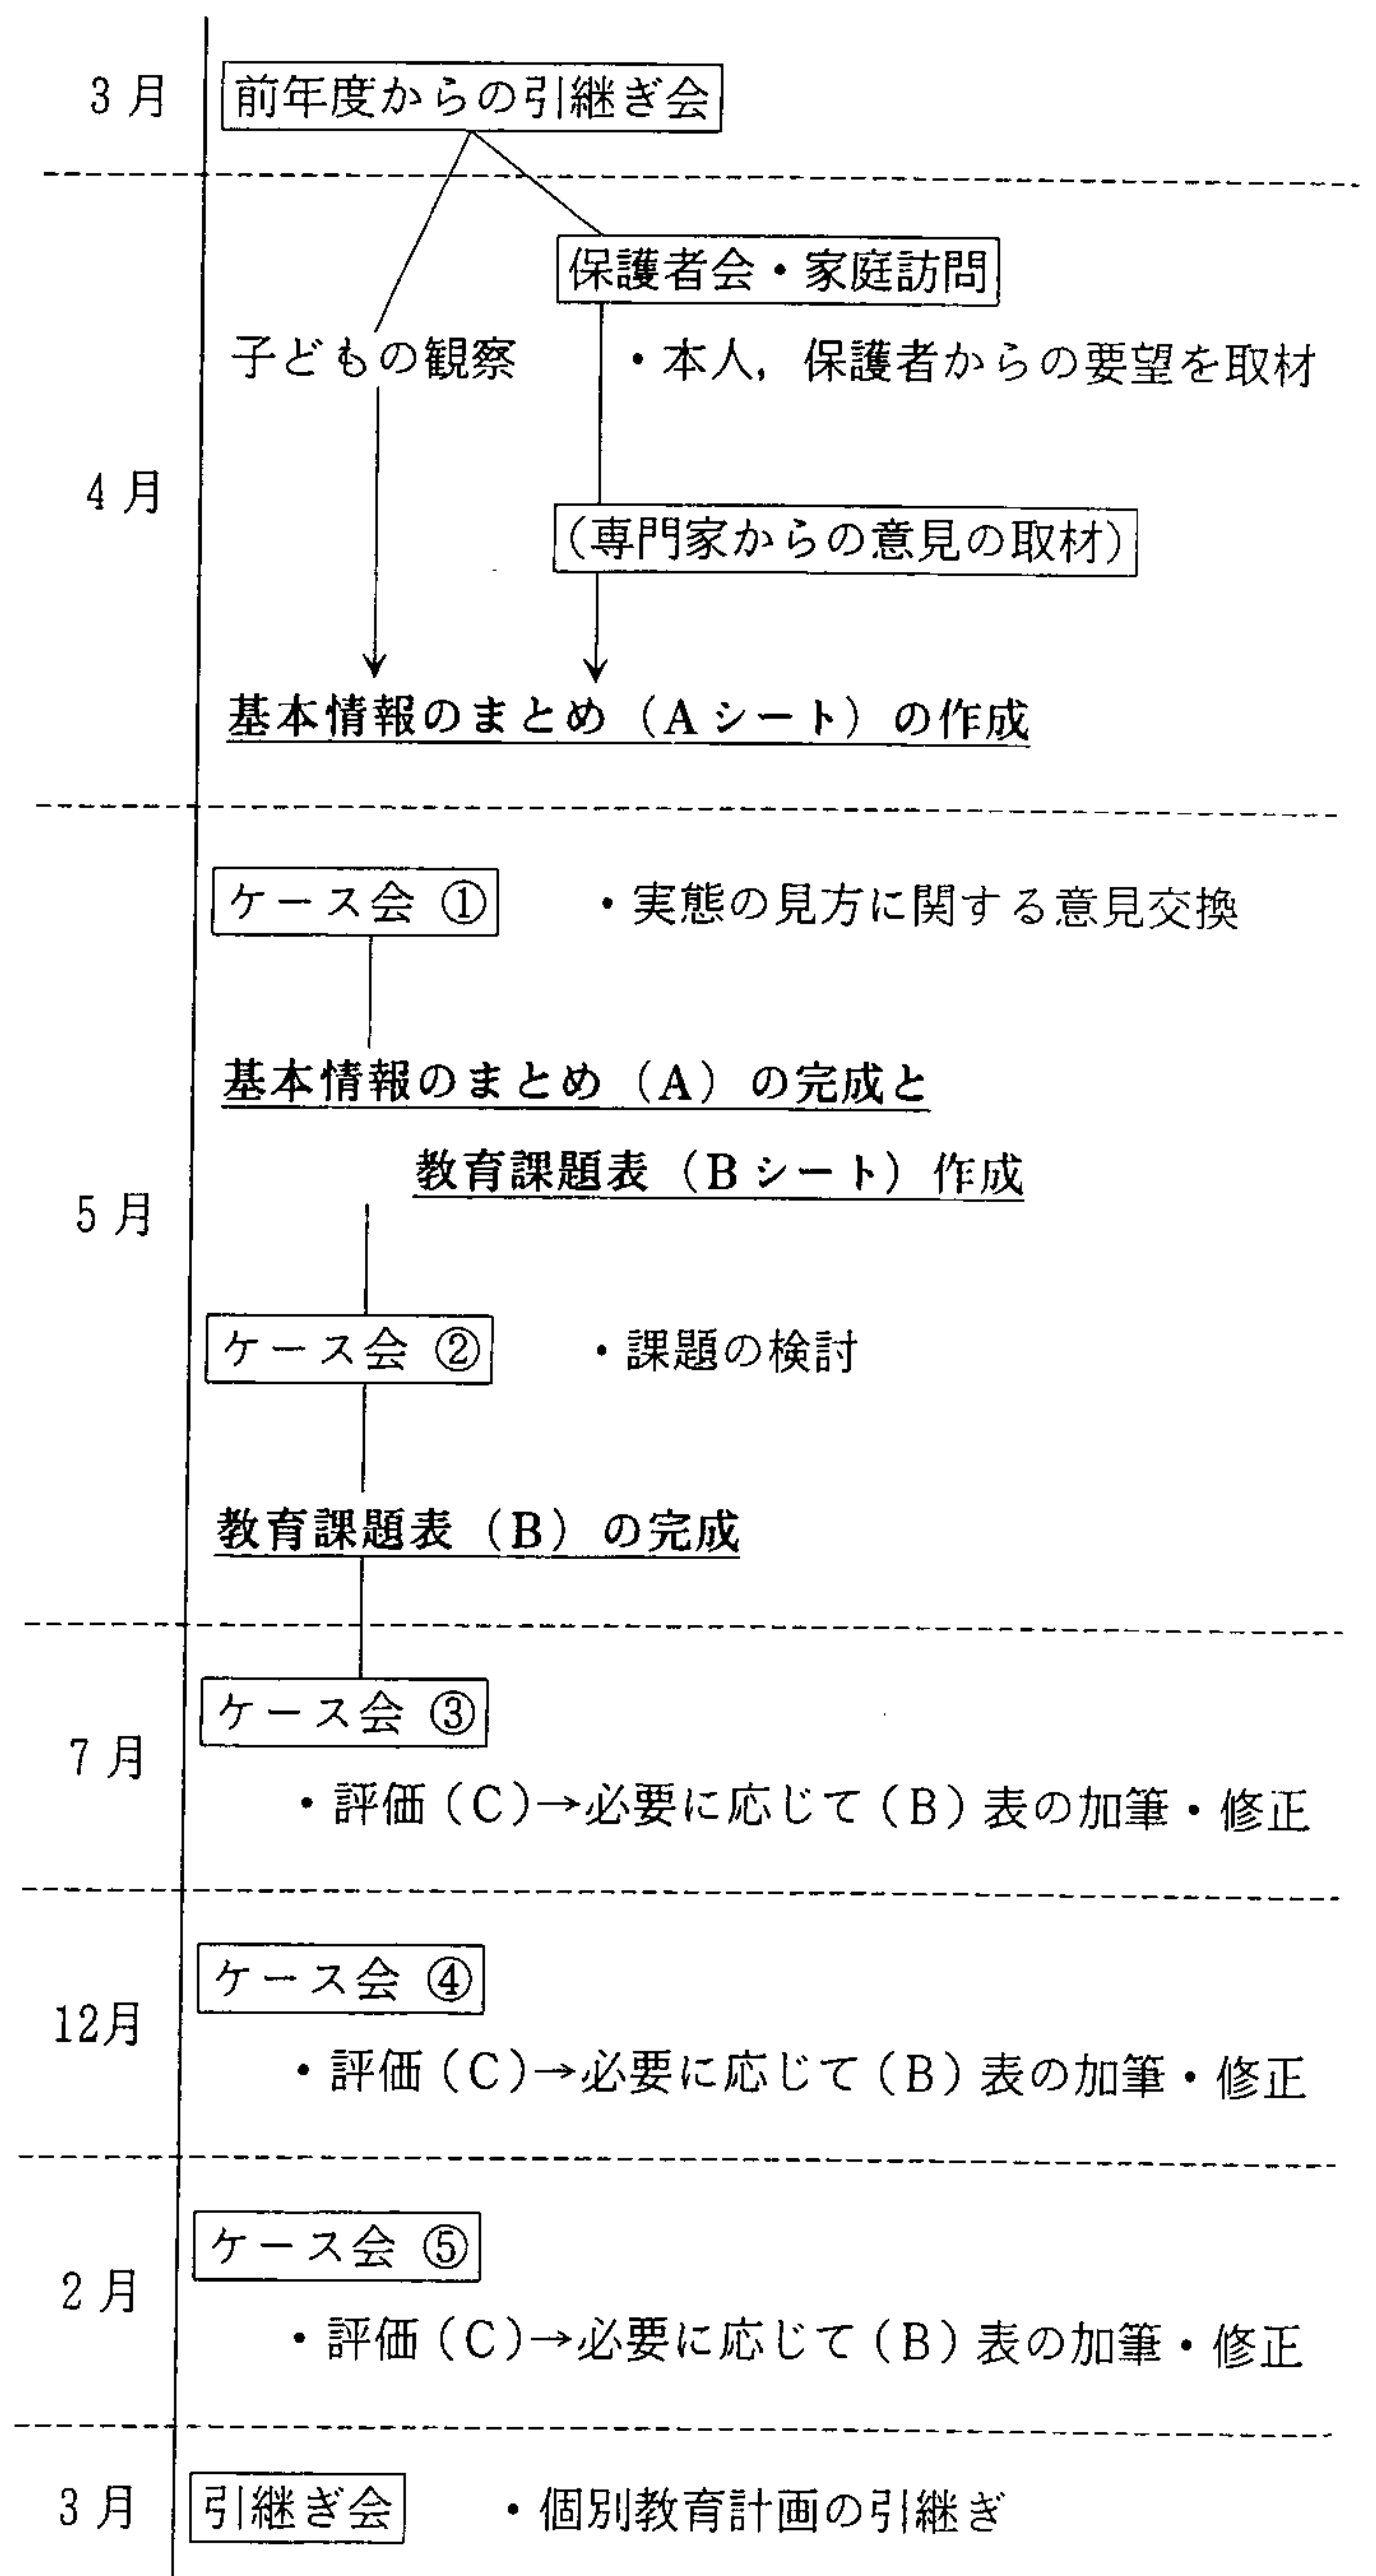 3月
前年度からの引継ぎ会
保護者会・家庭訪問
子どもの観察
・本人，保護者からの要望を取材
4月
（専門家からの意見の取材）
基本情報のまとめ（Aシート）の作成
ケース会 ①
・実態の見方に関する意見交換
基本情報のまとめ（A）の完成と
教育課題表（Bシート）作成
5月
ケース会 ②
・課題の検討
教育課題表（B）の完成
ケース会 ③
7月
・評価（C）→必要に応じて（B）表の加筆・修正
ケース会 ④
12月
・評価（C）→必要に応じて（B）表の加筆・修正
ケース会 ⑤
2月
・評価（C）→必要に応じて（B）表の加筆・修正
3月
引継ぎ会
・個別教育計画の引継ぎ